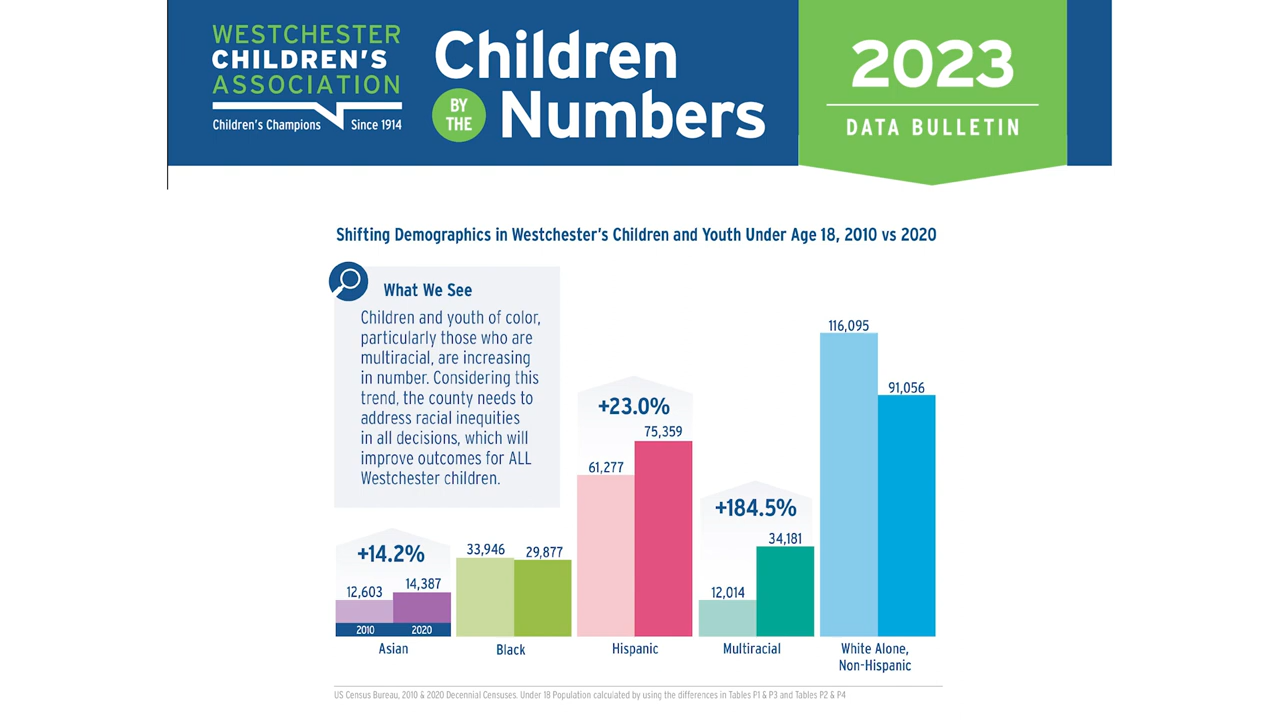 WESTCHESTER
CHILDREN'S
ASSOCIATION
Children's Champions Since 1914
Children
BY THE
Numbers
2023
DATA BULLETIN
Shifting Demographics in Westchester's Children and Youth Under Age 18, 2010 vs 2020
What We See
Children and youth of color,
particularly those who are
multiracial, are increasing
in number. Considering this
trend, the county needs to
address racial inequities
in all decisions, which will
improve outcomes for ALL
Westchester children.
+14.2%
12,603
14,387
2010
2020
Asian
33,946
29,877
Black
+23.0%
61,277
75,359
Hispanic
+184.5%
12,014
34,181
Multiracial
116,095
91,056
White Alone,
Non-Hispanic
US Census Bureau, 2010 & 2020 Decennial Censuses. Under 18 Population calculated by using the differences in Tables P1 & P3 and Tables P2 & P4